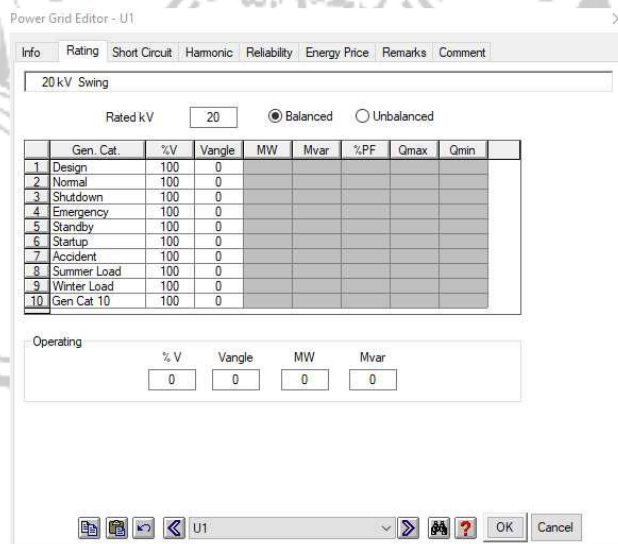 Power Grid Editor - U1
Info Rating Short Circuit Harmonic Reliability Energy Price Remarks Comment
20 kV Swing
Rated kV 20 Balanced Unbalanced
Gen. Cat. %V Vangle MW Mvar %PF Qmax Qmin
1 Design 100 0
2 Normal 100 0
3 Shutdown 100 0
4 Emergency 100 0
5 Standby 100 0
6 Startup 100 0
7 Accident 100 0
8 Summer Load 100 0
9 Winter Load 100 0
10 Gen Cat 10 100 0
Operating
% V Vangle MW Mvar
0 0 0 0
U1 ? OK Cancel